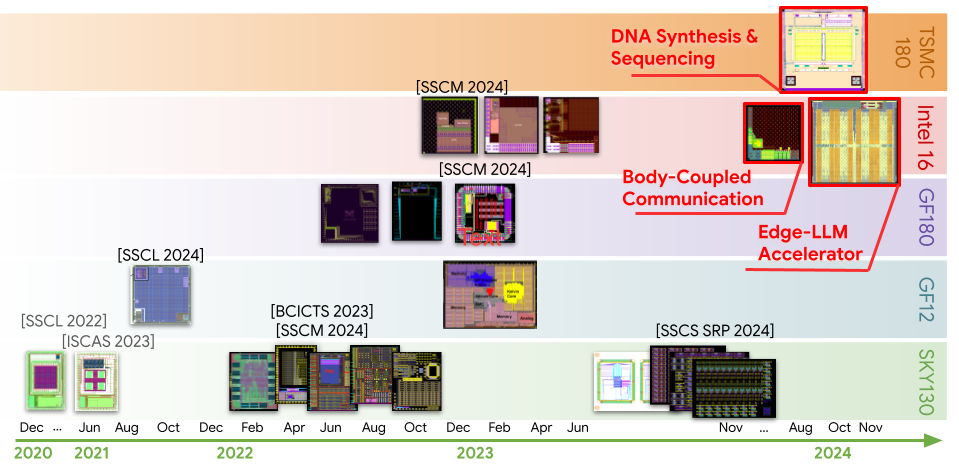 DNA Synthesis &
Sequencing
TSMC
180
[SSCM 2024]
Intel 16
[SSCM 2024]
Body-Coupled
Communication
GF180
Edge-LLM
Accelerator
[SSCL 2024]
GF12
Memory
Kelvin
Core
Memory
Memory
Analog
[BCICTS 2023]
[SSCM 2024]
[SSCS SRP 2024]
[SSCL 2022]
[ISCAS 2023]
SKY130
Dec ... Jun Aug Oct Dec Feb Apr Jun Aug Oct Dec Feb Apr Jun Nov ... Aug Oct Nov
2020 2021 2022 2023 2024